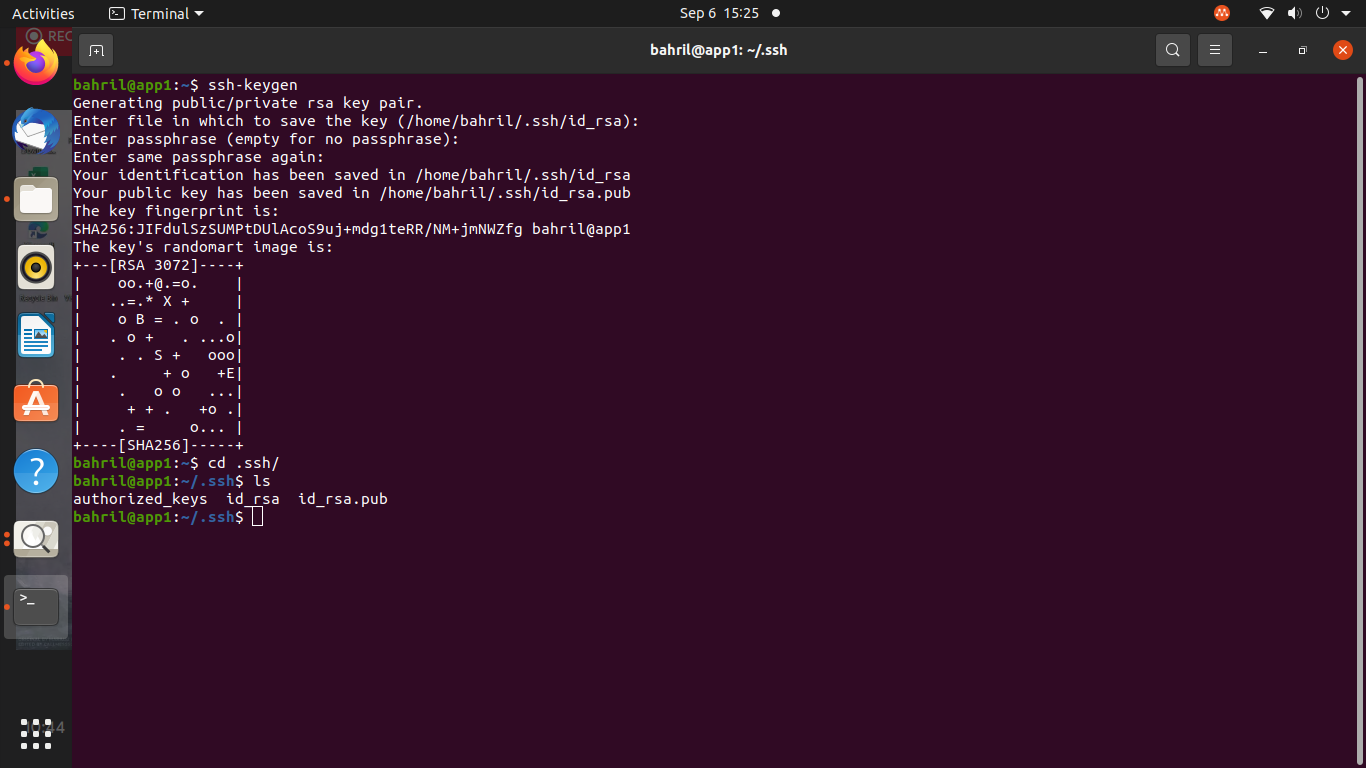 Activities Terminal Sep 6 15:25
REC
bahril@app1: ~/.ssh
bahril@app1:~$ ssh-keygen
Generating public/private rsa key pair.
Enter file in which to save the key (/home/bahril/.ssh/id_rsa):
Enter passphrase (empty for no passphrase):
Enter same passphrase again:
Your identification has been saved in /home/bahril/.ssh/id_rsa
Your public key has been saved in /home/bahril/.ssh/id_rsa.pub
The key fingerprint is:
SHA256:JIFdulSzSUMPtDUlAcoS9uj+mdg1teRR/NM+jmNWZfg bahril@app1
The key's randomart image is:
+---[RSA 3072]----+
|    oo.+@.=o.    |
|   ..=.* X +     |
|    o B = . o  . |
|   . o +   . ...o|
|    . . S +   ooo|
|   .     + o   +E|
|    .   o o   ...|
|     + + .   +o .|
|    . =     o... |
+----[SHA256]-----+
bahril@app1:~$ cd .ssh/
bahril@app1:~/.ssh$ ls
authorized_keys  id_rsa  id_rsa.pub
bahril@app1:~/.ssh$